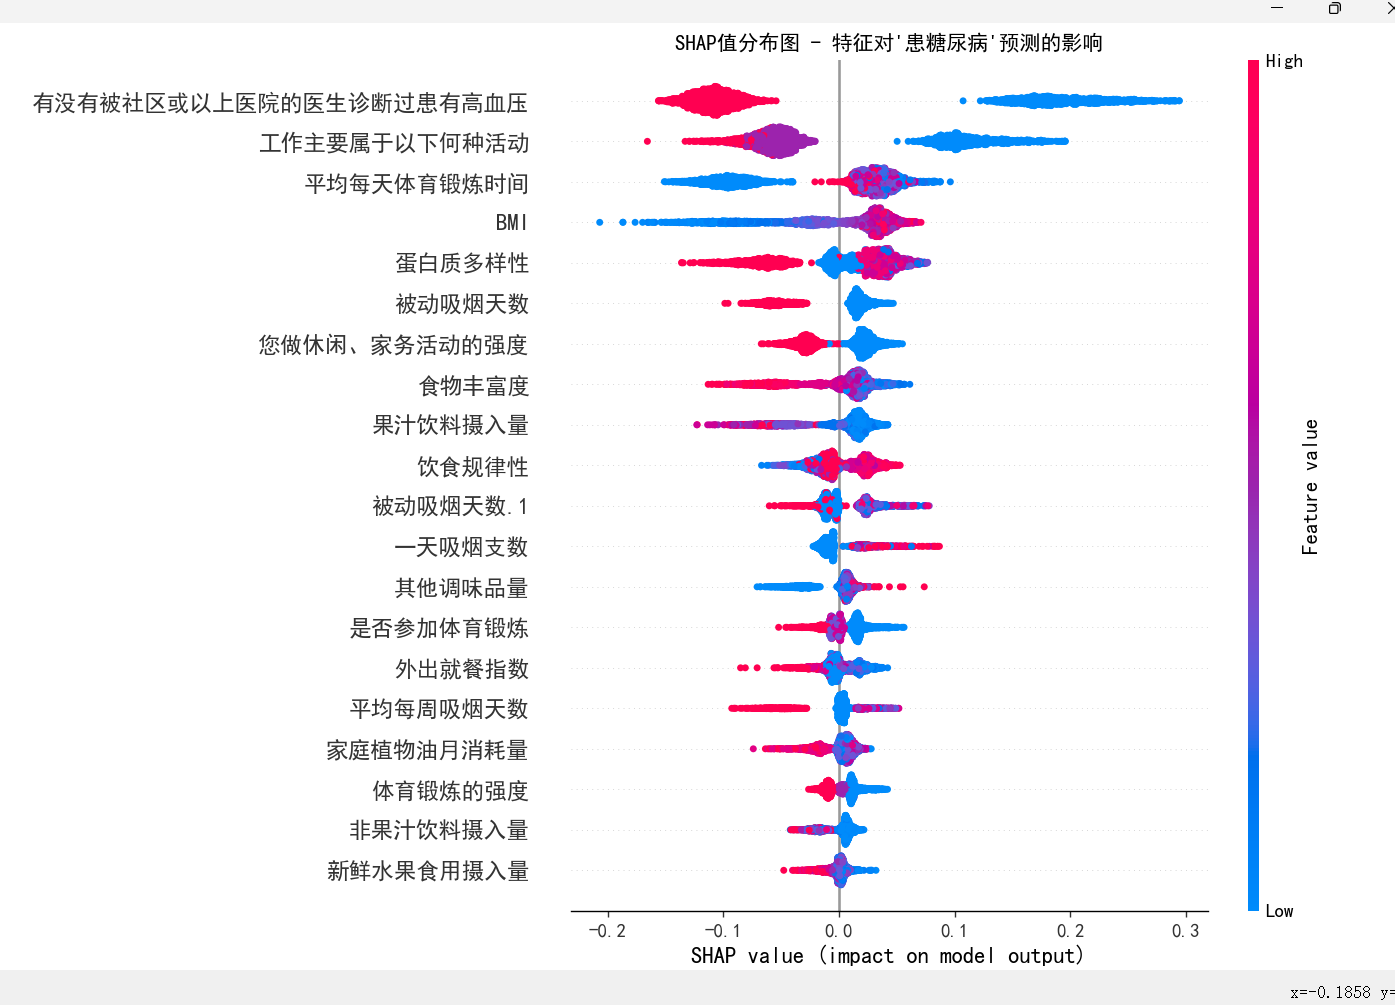 SHAP值分布图 - 特征对'患糖尿病'预测的影响
High
有没有被社区或以上医院的医生诊断过患有高血压
工作主要属于以下何种活动
平均每天体育锻炼时间
BMI
蛋白质多样性
被动吸烟天数
您做休闲、家务活动的强度
食物丰富度
果汁饮料摄入量
饮食规律性
被动吸烟天数.1
一天吸烟支数
其他调味品量
是否参加体育锻炼
外出就餐指数
平均每周吸烟天数
家庭植物油月消耗量
体育锻炼的强度
非果汁饮料摄入量
新鲜水果食用摄入量
Feature value
Low
-0.2 -0.1 0.0 0.1 0.2 0.3
SHAP value (impact on model output)
x=-0.1858 y=